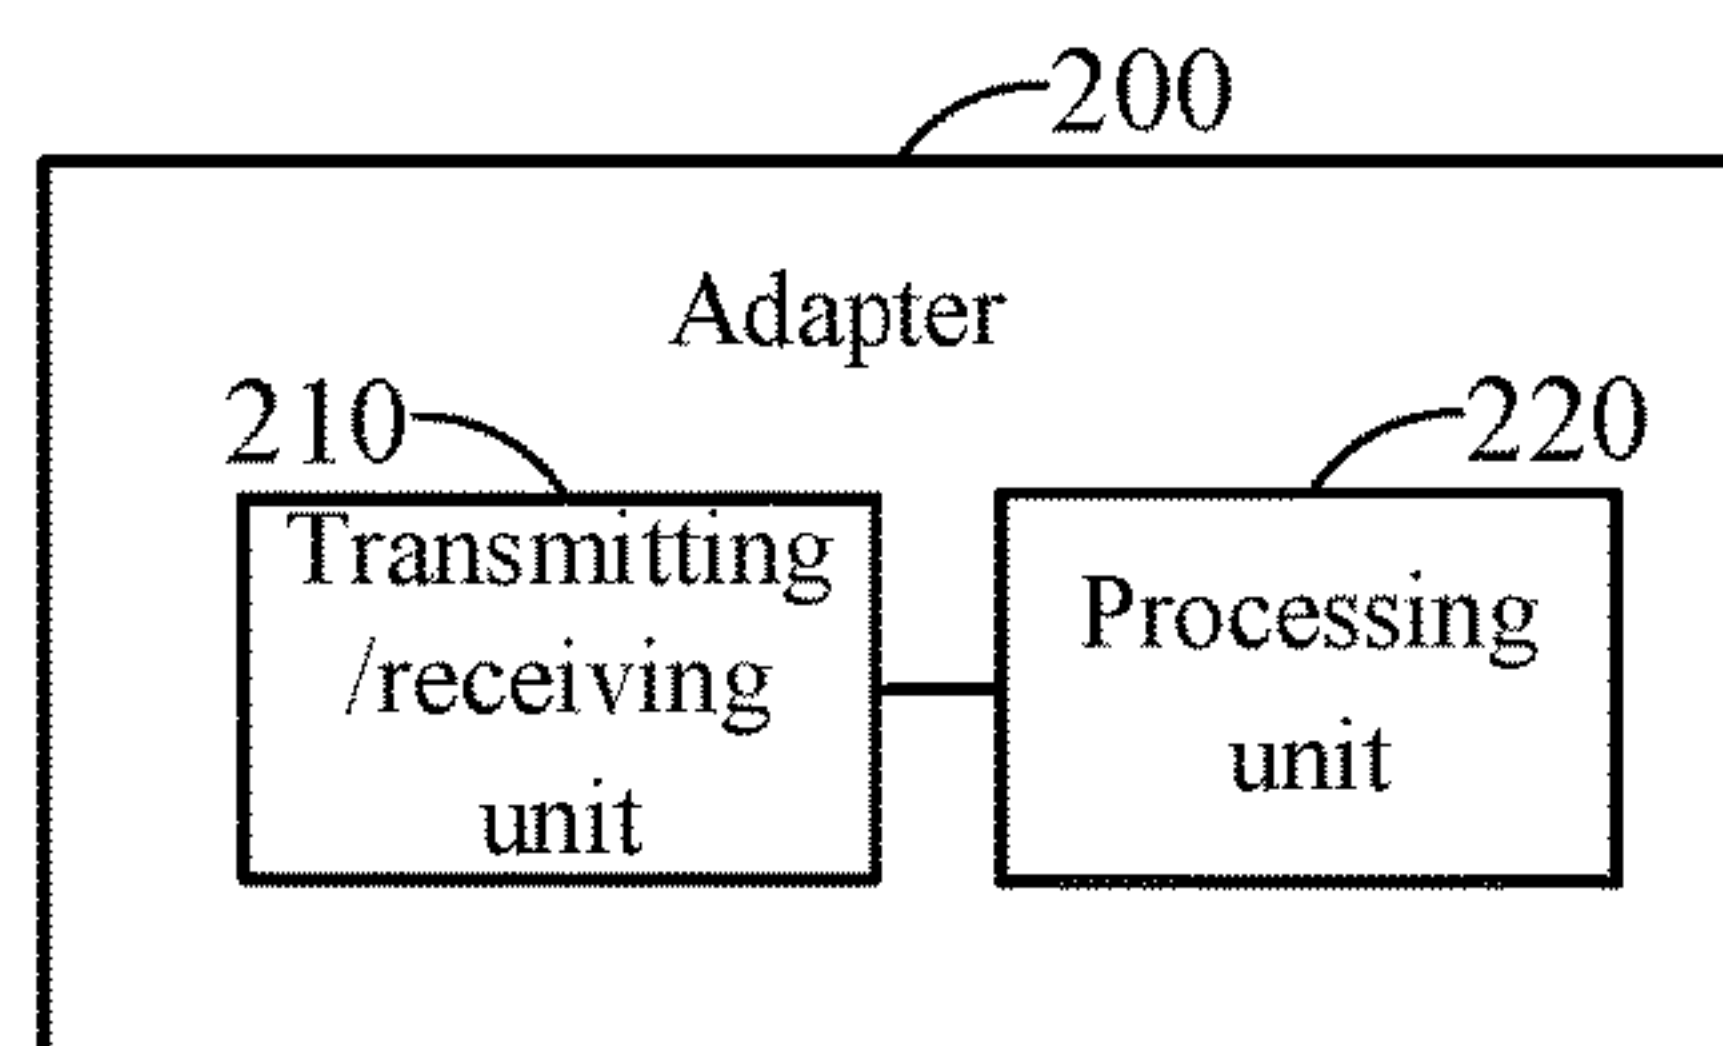 200
Adapter
210
220
Transmitting
/receiving
unit
Processing
unit